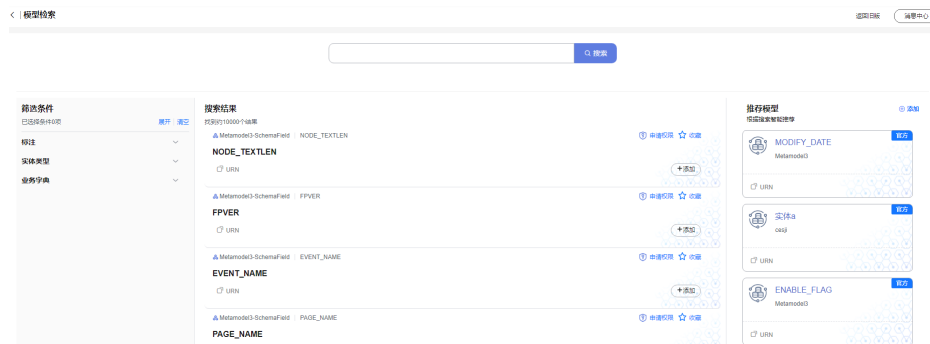 模型检索
返回旧版 消息中心
搜索
筛选条件
已选择条件0项 展开 清空
标注
实体类型
业务字典
搜索结果
找到约10000个结果
Metamodel3-SchemaField NODE_TEXTLEN 申请权限 收藏
NODE_TEXTLEN
URN +添加
Metamodel3-SchemaField FPVER 申请权限 收藏
FPVER
URN +添加
Metamodel3-SchemaField EVENT_NAME 申请权限 收藏
EVENT_NAME
URN +添加
Metamodel3-SchemaField PAGE_NAME 申请权限 收藏
PAGE_NAME
推荐模型 添加
根据搜索智能推荐
官方
MODIFY_DATE
Metamodel3
URN
官方
实体a
cesji
URN
官方
ENABLE_FLAG
Metamodel3
URN